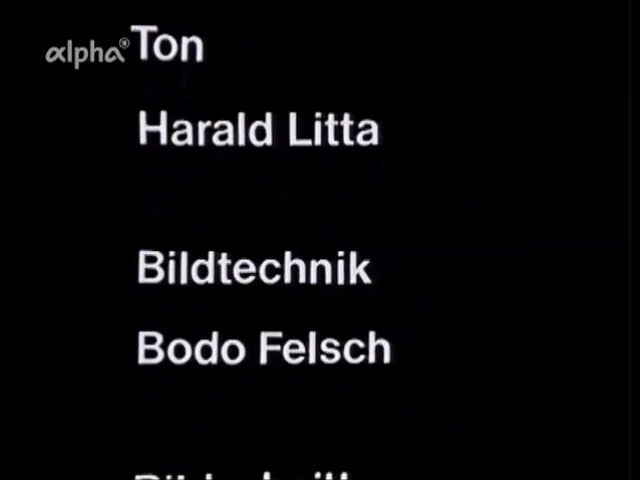 alpha
Ton
Harald Litta
Bildtechnik
Bodo Felsch